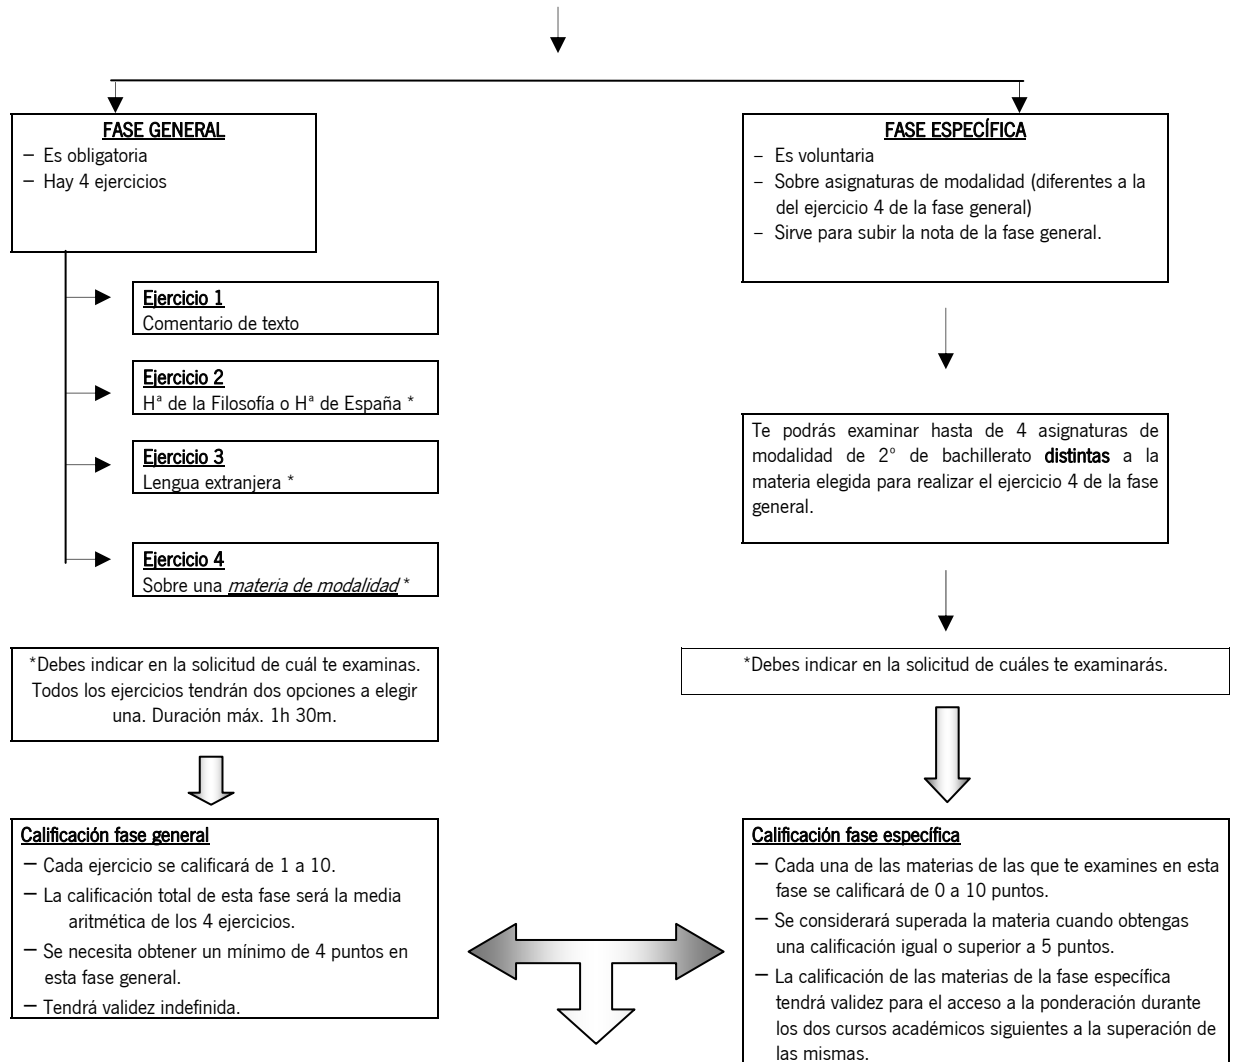 FASE GENERAL
– Es obligatoria
– Hay 4 ejercicios
Ejercicio 1
Comentario de texto
Ejercicio 2
Hª de la Filosofía o Hª de España *
Ejercicio 3
Lengua extranjera *
Ejercicio 4
Sobre una materia de modalidad *
*Debes indicar en la solicitud de cuál te examinas.
Todos los ejercicios tendrán dos opciones a elegir
una. Duración máx. 1h 30m.
Calificación fase general
– Cada ejercicio se calificará de 1 a 10.
– La calificación total de esta fase será la media
aritmética de los 4 ejercicios.
– Se necesita obtener un mínimo de 4 puntos en
esta fase general.
– Tendrá validez indefinida.
FASE ESPECÍFICA
– Es voluntaria
– Sobre asignaturas de modalidad (diferentes a la
del ejercicio 4 de la fase general)
– Sirve para subir la nota de la fase general.
Te podrás examinar hasta de 4 asignaturas de
modalidad de 2º de bachillerato distintas a la
materia elegida para realizar el ejercicio 4 de la fase
general.
*Debes indicar en la solicitud de cuáles te examinarás.
Calificación fase específica
– Cada una de las materias de las que te examines en esta
fase se calificará de 0 a 10 puntos.
– Se considerará superada la materia cuando obtengas
una calificación igual o superior a 5 puntos.
– La calificación de las materias de la fase específica
tendrá validez para el acceso a la ponderación durante
los dos cursos académicos siguientes a la superación de
las mismas.